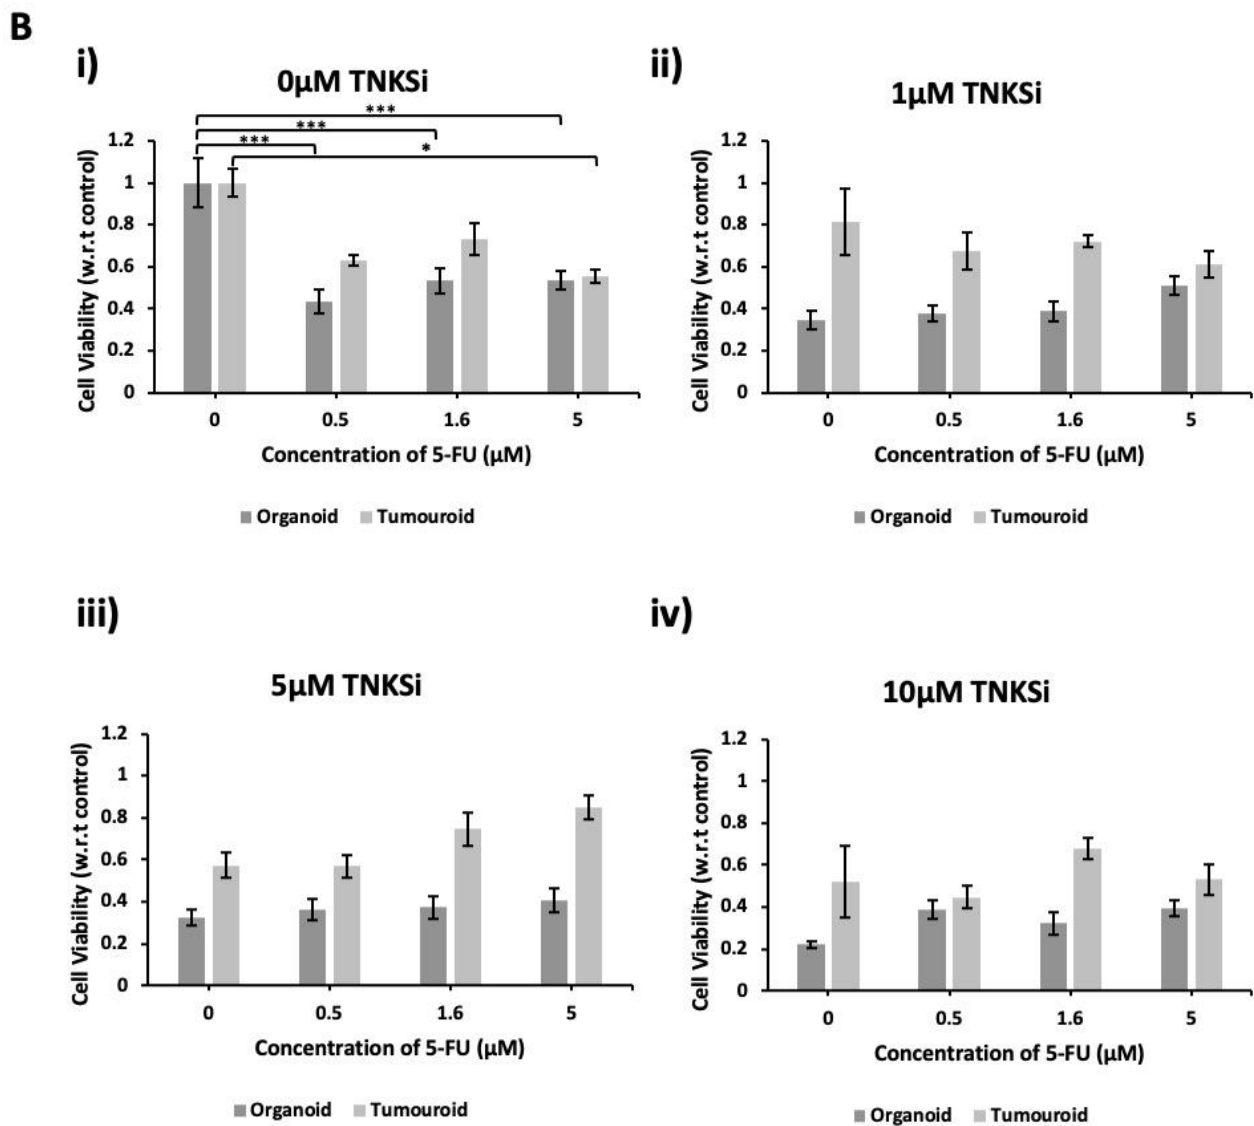 B
i)
0µM TNKSi
***
***
***
*
1.2
1
0.8
0.6
0.4
0.2
0
Cell Viability (w.r.t control)
0 0.5 1.6 5
Concentration of 5-FU (µM)
Organoid Tumouroid
ii)
1µM TNKSi
1.2
1
0.8
0.6
0.4
0.2
0
Cell Viability (w.r.t control)
0 0.5 1.6 5
Concentration of 5-FU (µM)
Organoid Tumouroid
iii)
5µM TNKSi
1.2
1
0.8
0.6
0.4
0.2
0
Cell Viability (w.r.t control)
0 0.5 1.6 5
Concentration of 5-FU (µM)
Organoid Tumouroid
iv)
10µM TNKSi
1.2
1
0.8
0.6
0.4
0.2
0
Cell Viability (w.r.t control)
0 0.5 1.6 5
Concentration of 5-FU (µM)
Organoid Tumouroid